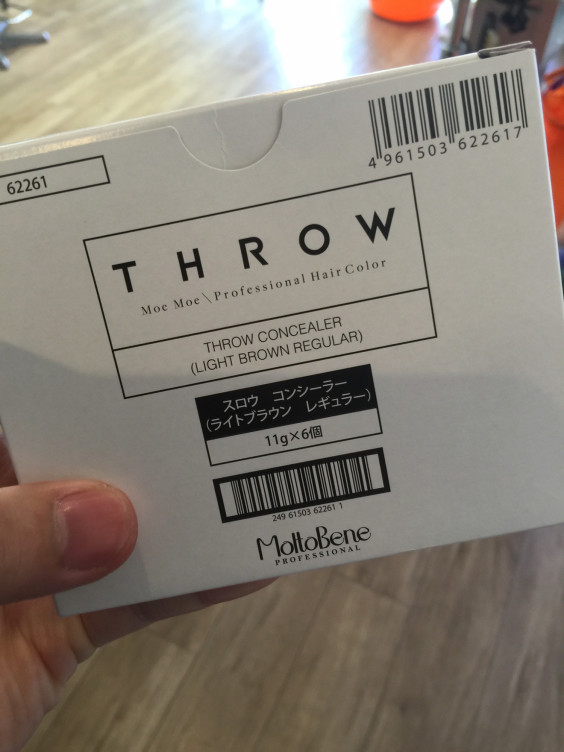 4 961503 622617
62261
THROW
Moe Moe\Professional Hair Color
THROW CONCEALER
(LIGHT BROWN REGULAR)
スロウ コンシーラー
(ライトブラウン レギュラー)
11g×6個
249 61503 62261 1
MoltoBene
PROFESSIONAL